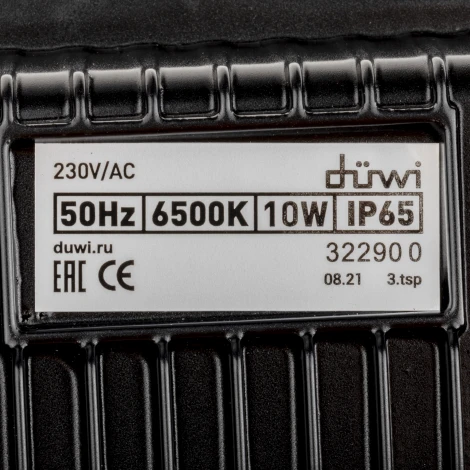 230V/AC düwi
50Hz 6500K 10W IP65
duwi.ru 322900
EAC CE 08.21 3.tsp